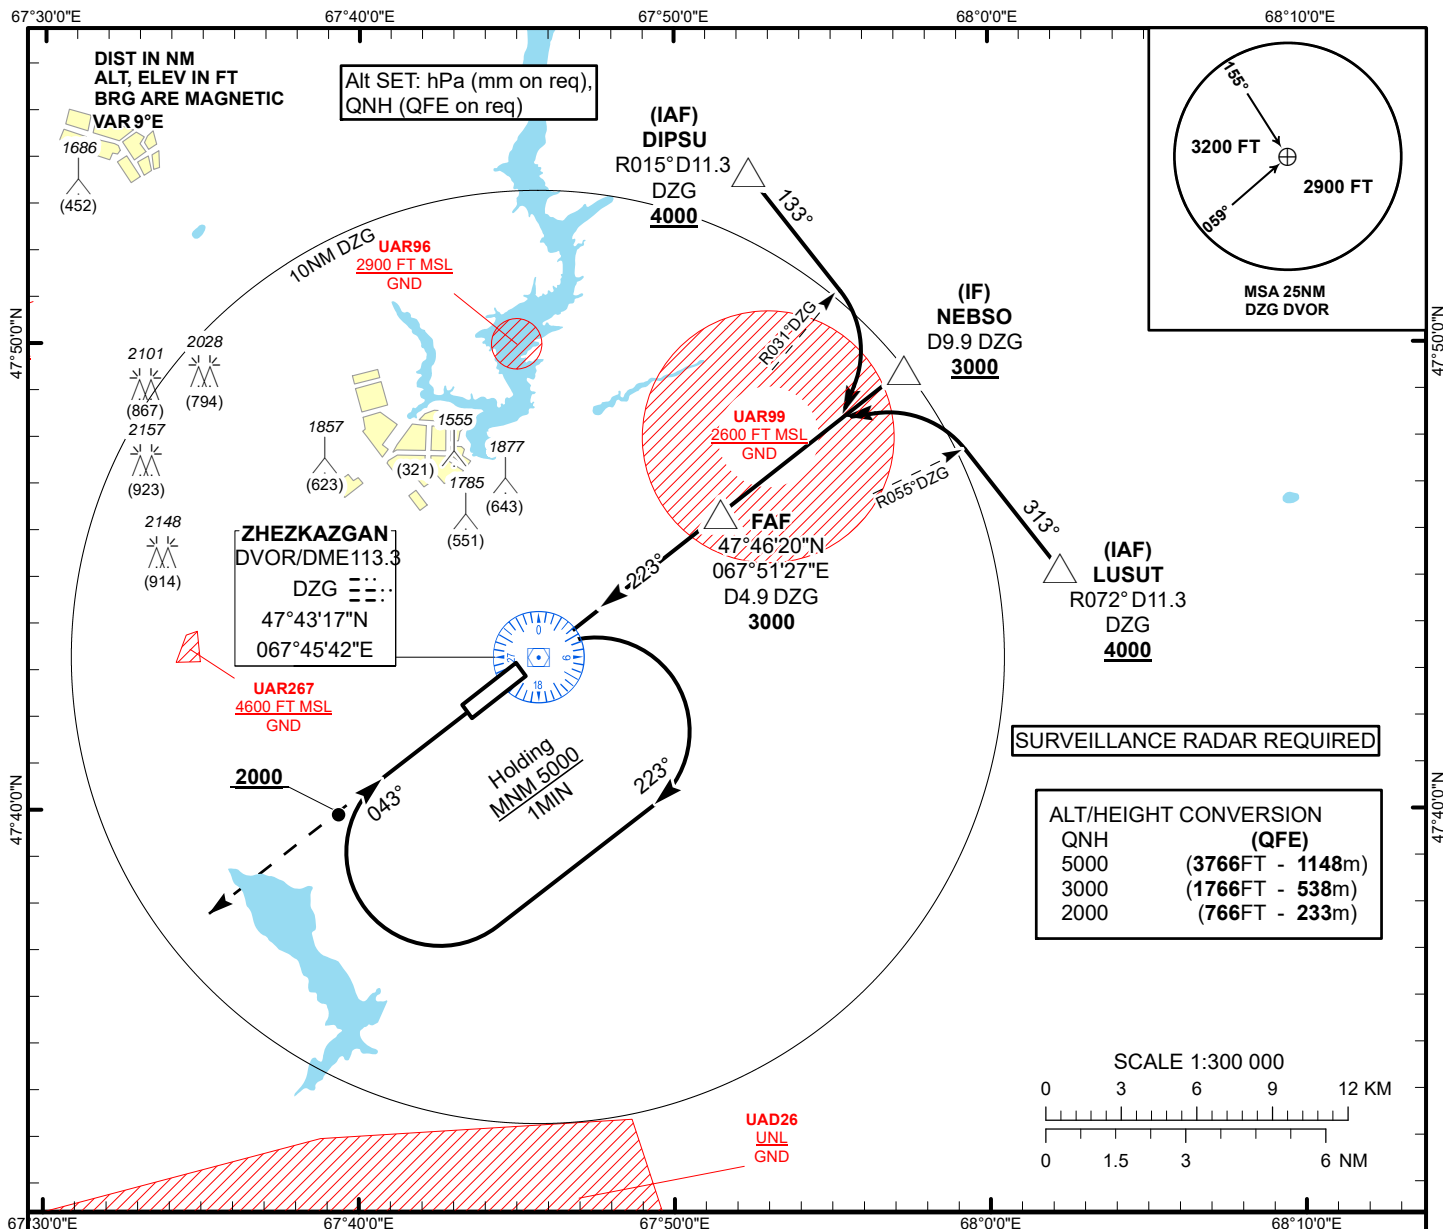 67°30'0"E
67°40'0"E
67°50'0"E
68°0'0"E
68°10'0"E
DIST IN NM
ALT, ELEV IN FT
BRG ARE MAGNETIC
VAR 9°E
Alt SET: hPa (mm on req),
QNH (QFE on req)
(IAF)
DIPSU
R015° D11.3
DZG
4000
133°
155°
3200 FT
2900 FT
059°
MSA 25NM
DZG DVOR
1686
(452)
10NM DZG
UAR96
2900 FT MSL
GND
R031°DZG
(IF)
NEBSO
D9.9 DZG
3000
47°50'0"N
47°50'0"N
2101
(867)
2028
(794)
2157
(923)
2148
(914)
1857
(623)
1555
(321)
1877
(643)
1785
(551)
UAR99
2600 FT MSL
GND
R055°DZG
313°
FAF
47°46'20"N
067°51'27"E
D4.9 DZG
3000
(IAF)
LUSUT
R072° D11.3
DZG
4000
ZHEZKAZGAN
DVOR/DME113.3
DZG
47°43'17"N
067°45'42"E
223°
0
9
18
27
UAR267
4600 FT MSL
GND
2000
043°
Holding
MNM 5000
1MIN
223°
SURVEILLANCE RADAR REQUIRED
47°40'0"N
47°40'0"N
ALT/HEIGHT CONVERSION
QNH (QFE)
5000 (3766FT - 1148m)
3000 (1766FT - 538m)
2000 (766FT - 233m)
SCALE 1:300 000
0 3 6 9 12 KM
0 1.5 3 6 NM
UAD26
UNL
GND
67°30'0"E
67°40'0"E
67°50'0"E
68°0'0"E
68°10'0"E